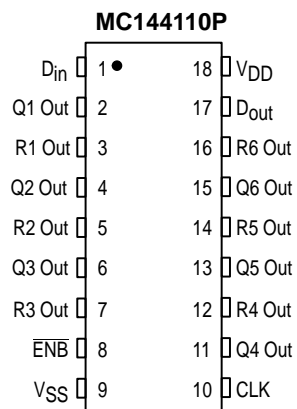 MC144110P
Din 1 18 VDD
Q1 Out 2 17 Dout
R1 Out 3 16 R6 Out
Q2 Out 4 15 Q6 Out
R2 Out 5 14 R5 Out
Q3 Out 6 13 Q5 Out
R3 Out 7 12 R4 Out
ENB 8 11 Q4 Out
VSS 9 10 CLK